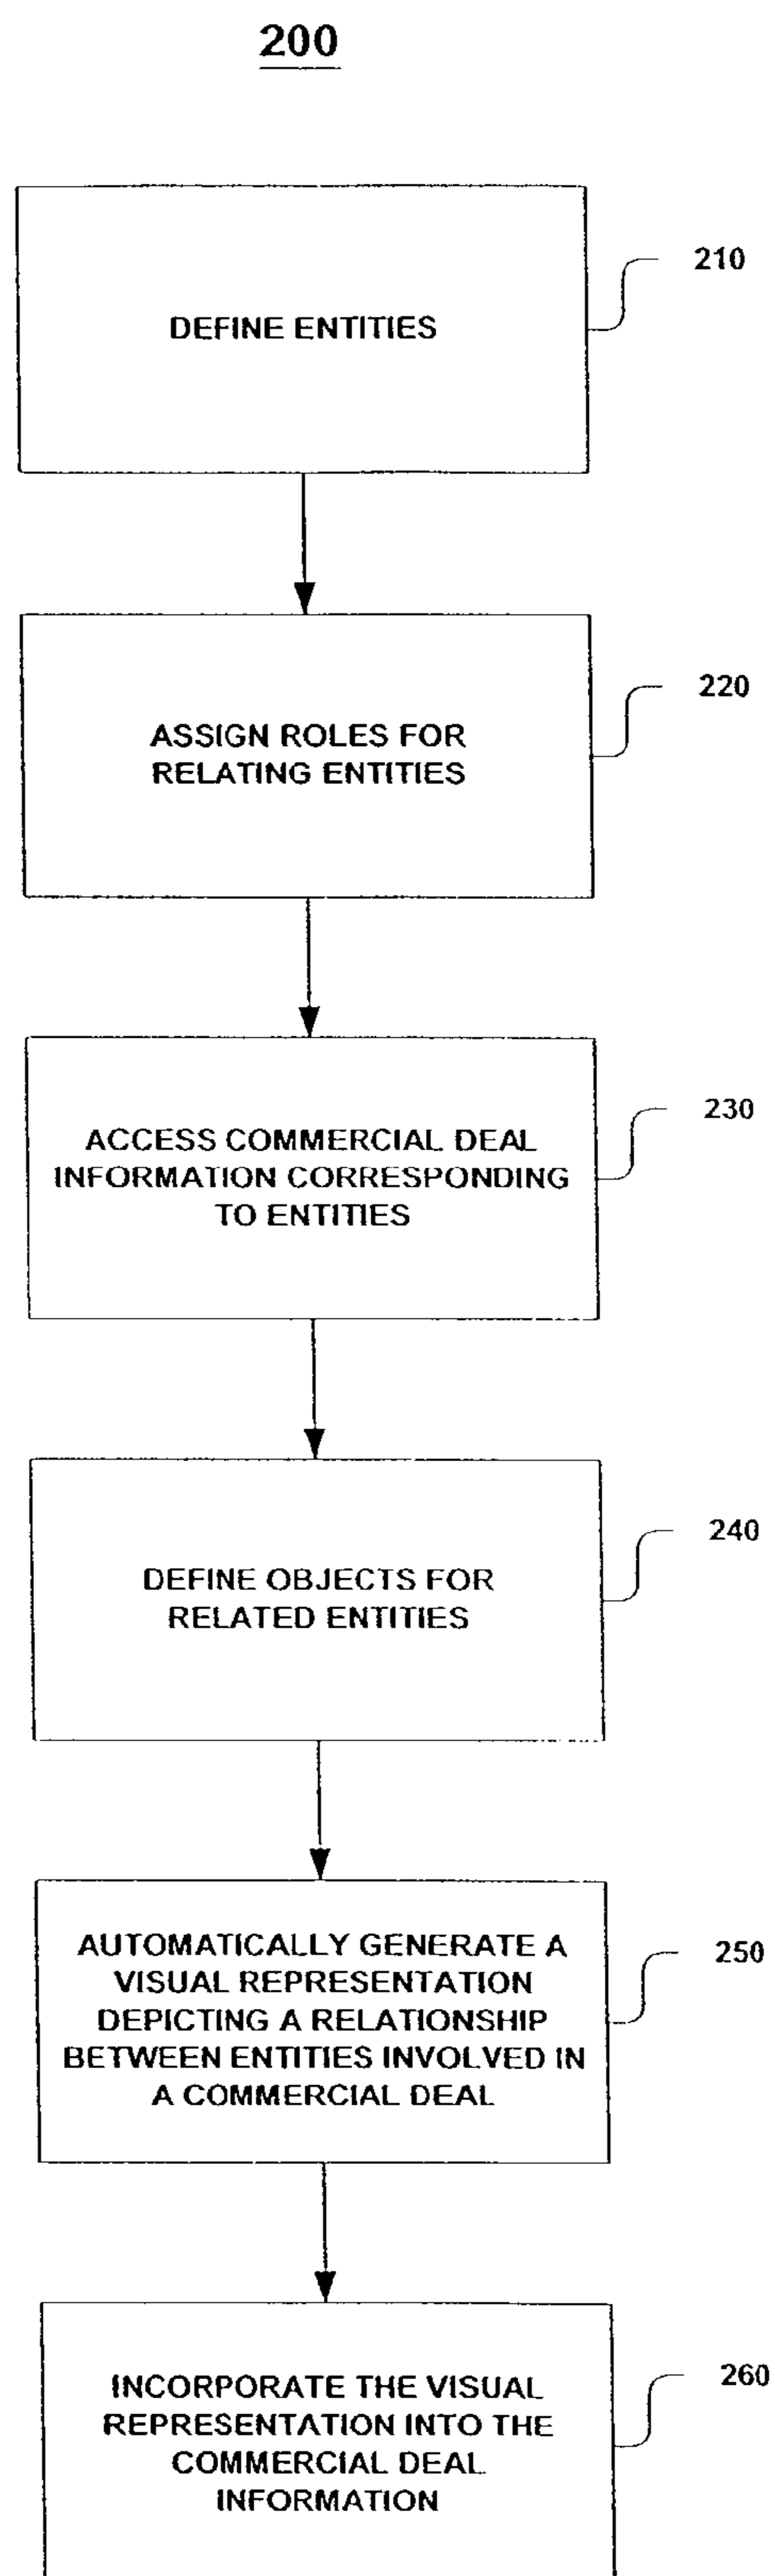 200
DEFINE ENTITIES
210
ASSIGN ROLES FOR
RELATING ENTITIES
220
ACCESS COMMERCIAL DEAL
INFORMATION CORRESPONDING
TO ENTITIES
230
DEFINE OBJECTS FOR
RELATED ENTITIES
240
AUTOMATICALLY GENERATE A
VISUAL REPRESENTATION
DEPICTING A RELATIONSHIP
BETWEEN ENTITIES INVOLVED IN
A COMMERCIAL DEAL
250
INCORPORATE THE VISUAL
REPRESENTATION INTO THE
COMMERCIAL DEAL
INFORMATION
260